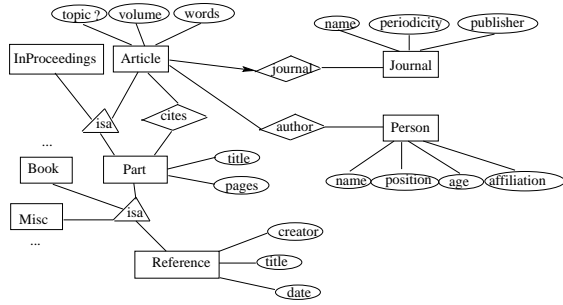 topic ? volume words
name periodicity publisher
InProceedings Article
journal Journal
isa cites
author Person
...
title
Book Part
pages
name position age affiliation
Misc isa
...
creator
Reference title
date